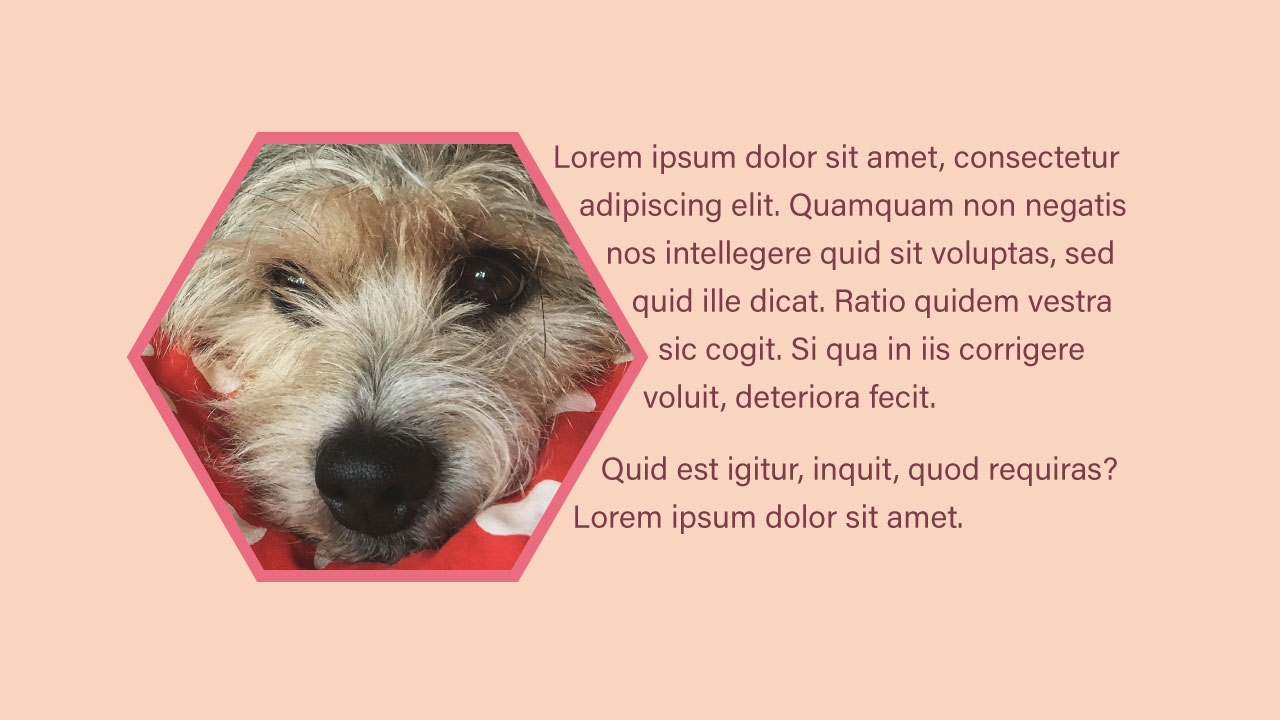 Lorem ipsum dolor sit amet, consectetur
adipiscing elit. Quamquam non negatis
nos intellegere quid sit voluptas, sed
quid ille dicat. Ratio quidem vestra
sic cogit. Si qua in iis corrigere
voluit, deteriora fecit.
Quid est igitur, inquit, quod requiras?
Lorem ipsum dolor sit amet.